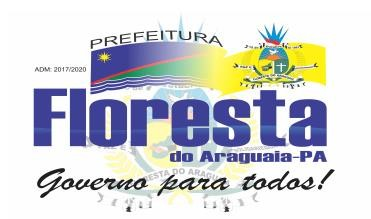 PREFEITURA
ADM: 2017/2020
Floresta
do Araguaia-PA
Governo para todos!